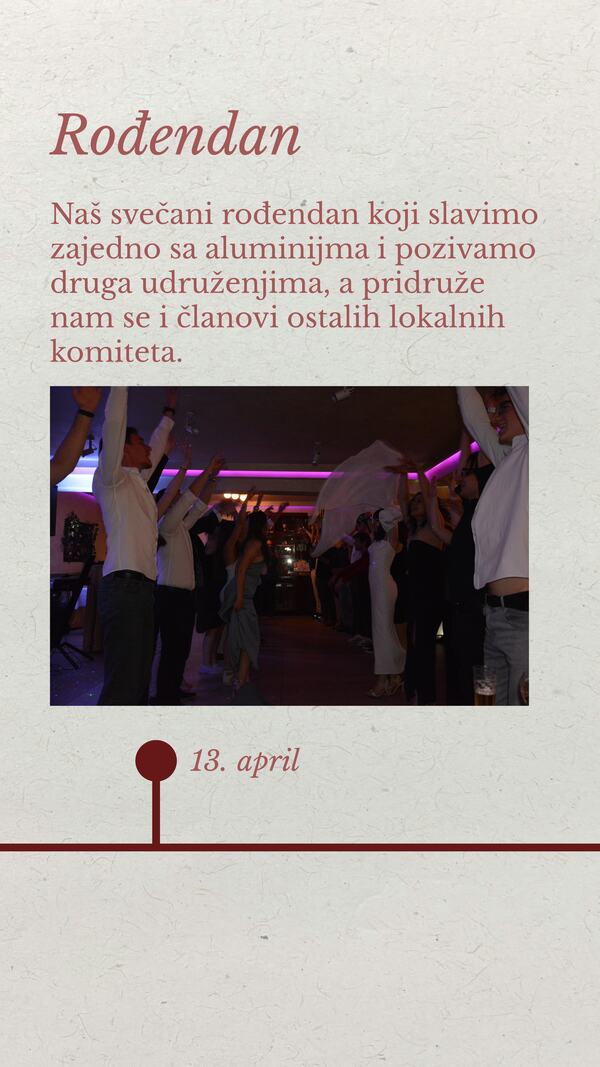 Rođendan
Naš svečani rođendan koji slavimo
zajedno sa aluminijma i pozivamo
druga udruženjima, a pridruže
nam se i članovi ostalih lokalnih
komiteta.
13. april